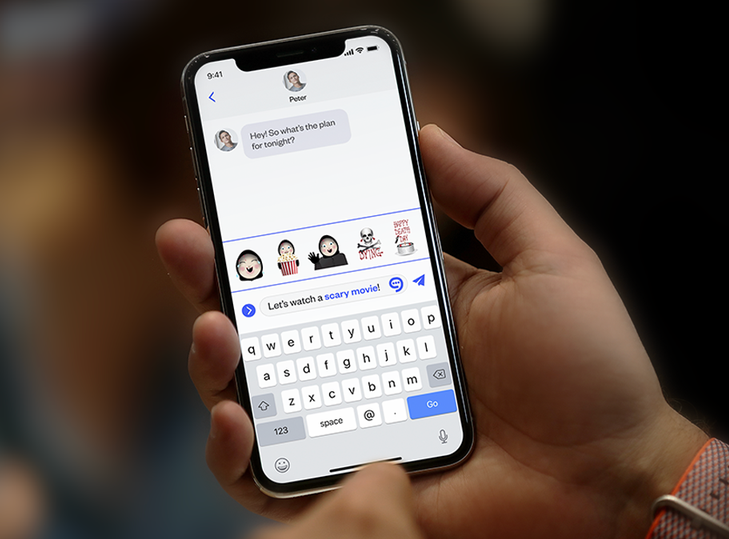 9:41
Peter
Hey! So what's the plan
for tonight?
DYING
HAPPY
DEATH
DAY
Let's watch a scary movie!
q w e r t y u i o p
a s d f g h j k l
z x c v b n m
123 space @ . Go